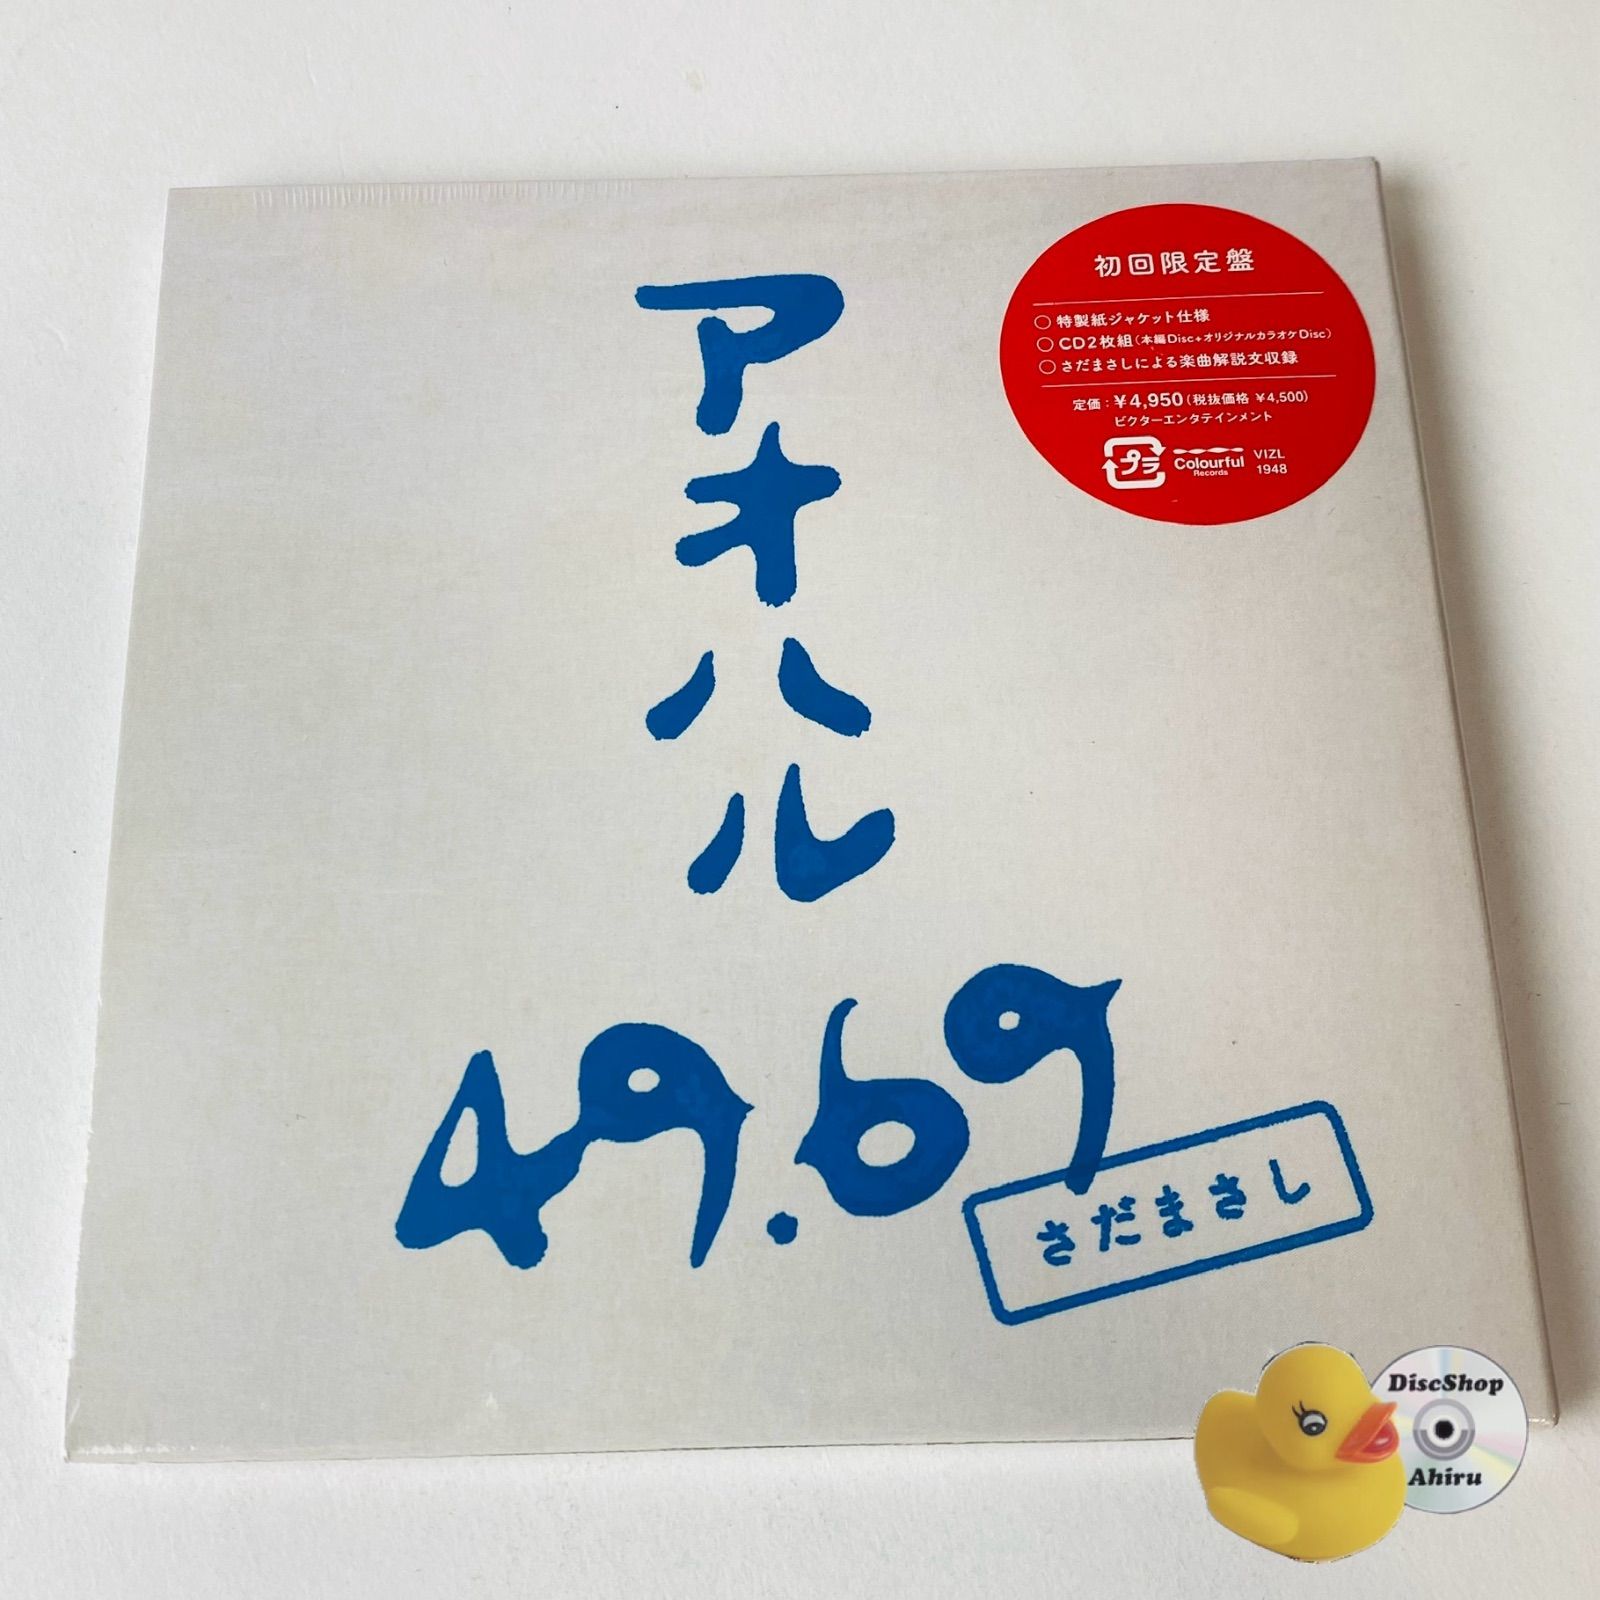 初回限定盤
○ 特製紙ジャケット仕様
○ CD2枚組(本編Disc+オリジナルカラオケDisc)
○ さだまさしによる楽曲解説文収録
定価:¥4,950(税抜価格 ¥4,500)
ビクターエンタテインメント
プラ
Colourful
Records
VIZL
1948
アオハル
49.69
さだまさし
DiscShop
Ahiru